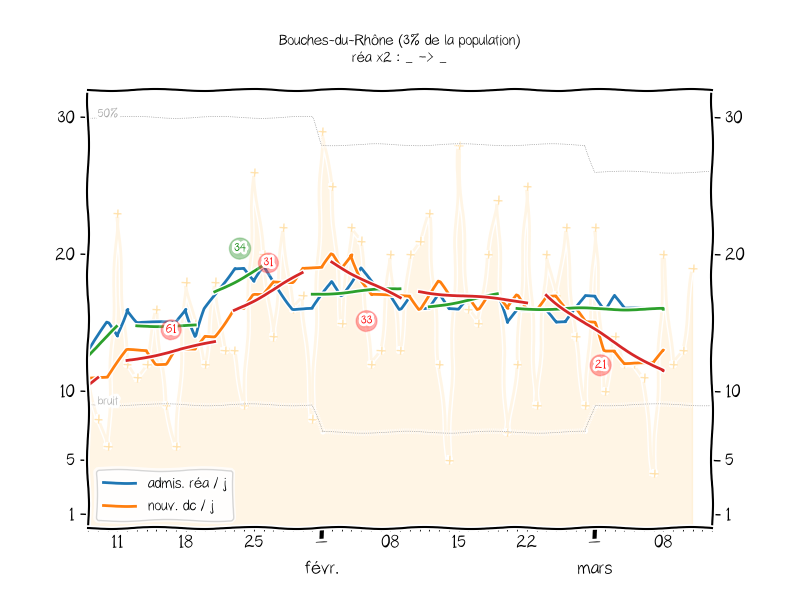 Bouches-du-Rhône (3% de la population)
réa x2 : _ -> _
30
50%
30
34
31
20
20
61
33
21
10
bruit
10
5
5
admis. réa / j
nouv. dc / j
1
1
11 18 25 1 08 15 22 1 08
févr. mars